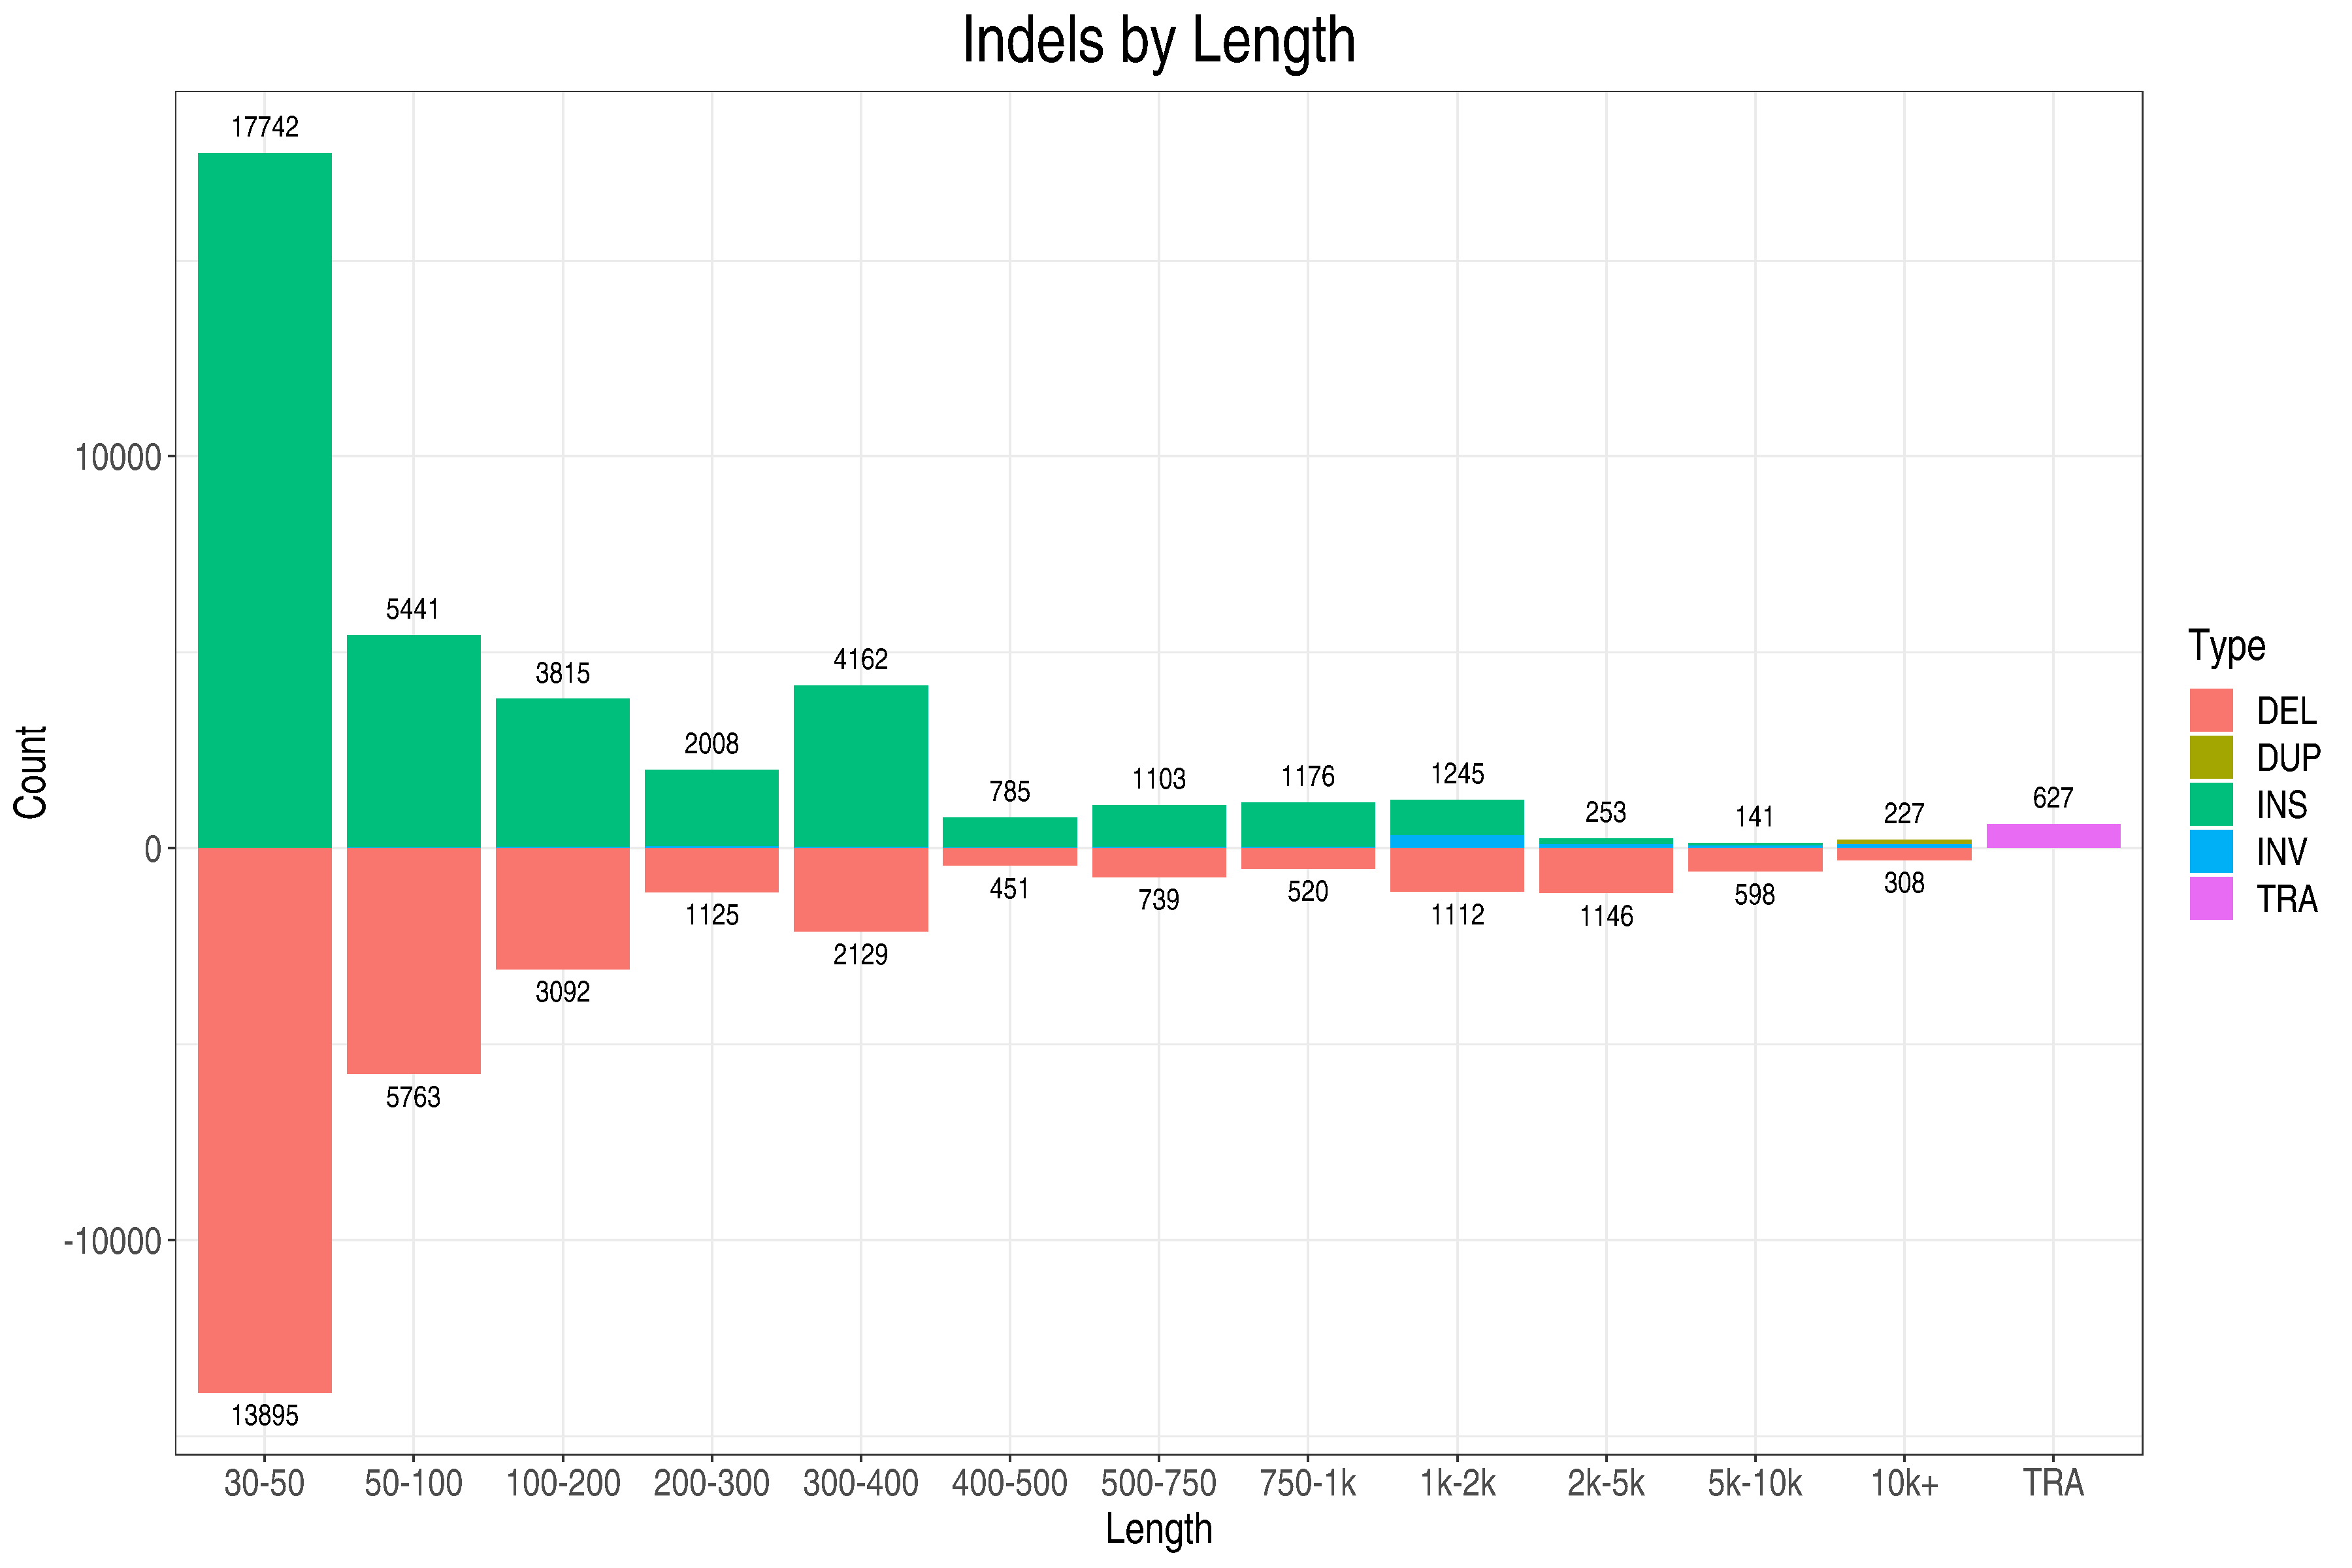 Indels by Length
Count
10000
0
-10000
17742
5441
3815
2008
4162
785
1103
1176
1245
253
141
227
627
13895
5763
3092
1125
2129
451
739
520
1112
1146
598
308
30-50
50-100
100-200
200-300
300-400
400-500
500-750
750-1k
1k-2k
2k-5k
5k-10k
10k+
TRA
Length
Type
DEL
DUP
INS
INV
TRA